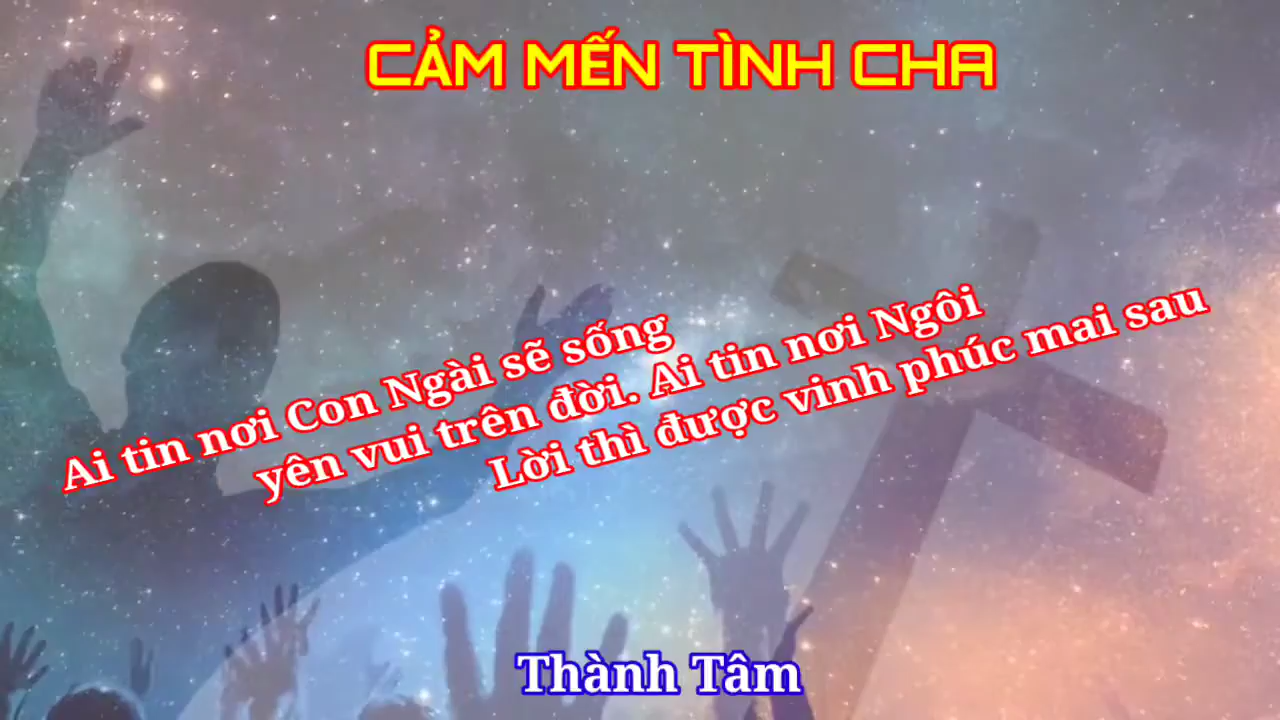 CẢM MẾN TÌNH CHA
Ai tin nơi Con Ngài sẽ sống
yên vui trên đời. Ai tin nơi Ngôi
Lời thì được vinh phúc mai sau
Thành Tâm